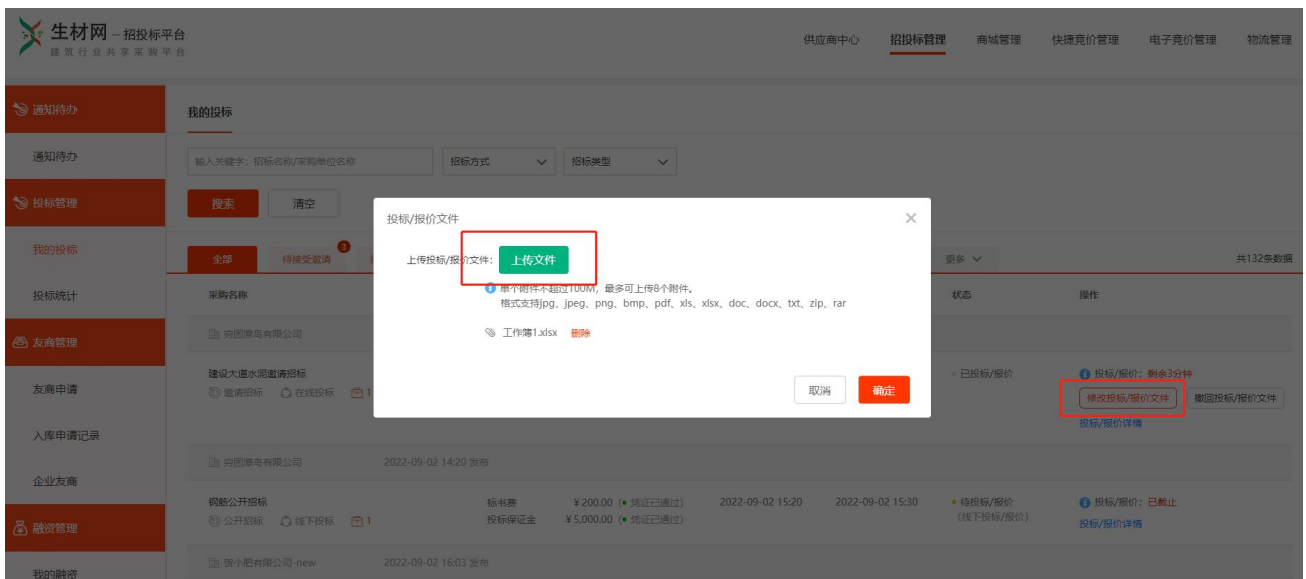 生材网 – 招投标平台
建筑行业共享采购平台
供应商中心 招投标管理 商城管理 快捷竞价管理 电子竞价管理 物流管理
通知待办
我的投标
通知待办
输入关键字：招标名称/采购单位名称 招标方式 招标类型
投标管理
搜索 清空
投标/报价文件
我的投标
全部 待接受邀请 3
上传投标/报价文件： 上传文件
更多 共132条数据
单个附件不超过100M，最多可上传8个附件。
格式支持jpg、jpeg、png、bmp、pdf、xls、xlsx、doc、docx、txt、zip、rar
投标统计
采购名称 状态 操作
工作簿1.xlsx 删除
友商管理
建设大道水泥邀请招标 已投标/报价 投标/报价：剩余3分钟
友商申请
邀请招标 在线投标 1
取消 确定
修改投标/报价文件 撤回投标/报价文件
投标/报价详情
入库申请记录
2022-09-02 14:20 发布
企业友商
钢筋公开招标 标书费 ¥200.00 (• 凭证已通过) 2022-09-02 15:20 2022-09-02 15:30 待投标/报价 投标/报价：已截止
公开招标 线下投标 1 投标保证金 ¥5,000.00 (• 凭证已通过) (线下投标/报价) 投标/报价详情
融资管理
贺小肥有限公司-new 2022-09-02 16:03 发布
我的融资